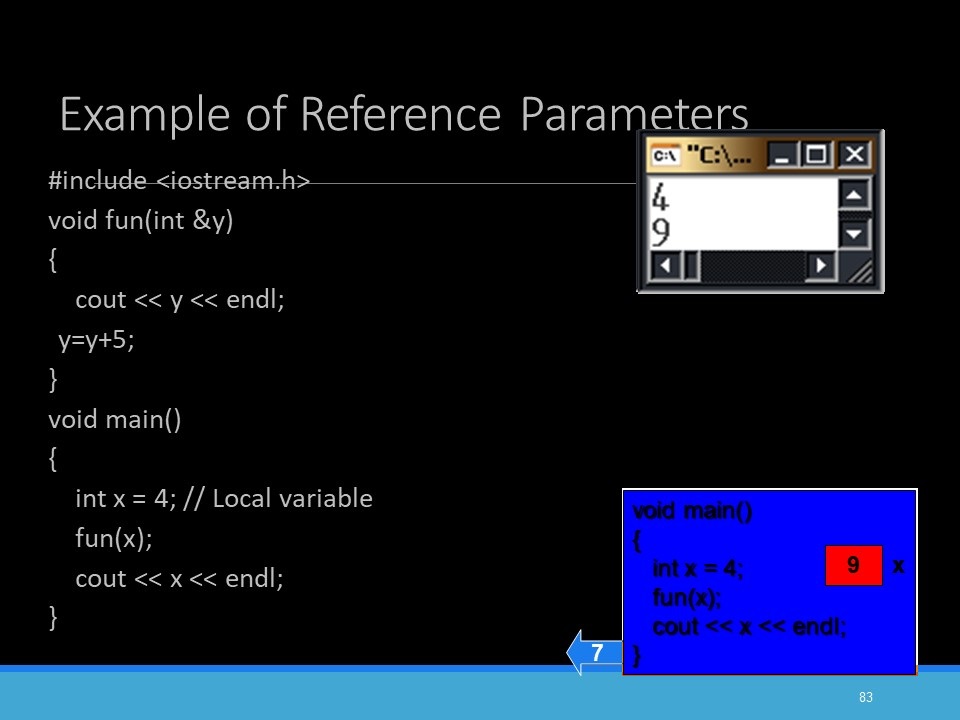 Example of Reference Parameters
#include <iostream.h>
void fun(int &y)
{
cout << y << endl;
y=y+5;
}
void main()
{
int x = 4; // Local variable
fun(x);
cout << x << endl;
}
C:\ "C:\...
4
9
void main()
{
int x = 4;
9 x
fun(x);
cout << x << endl;
}
7
83